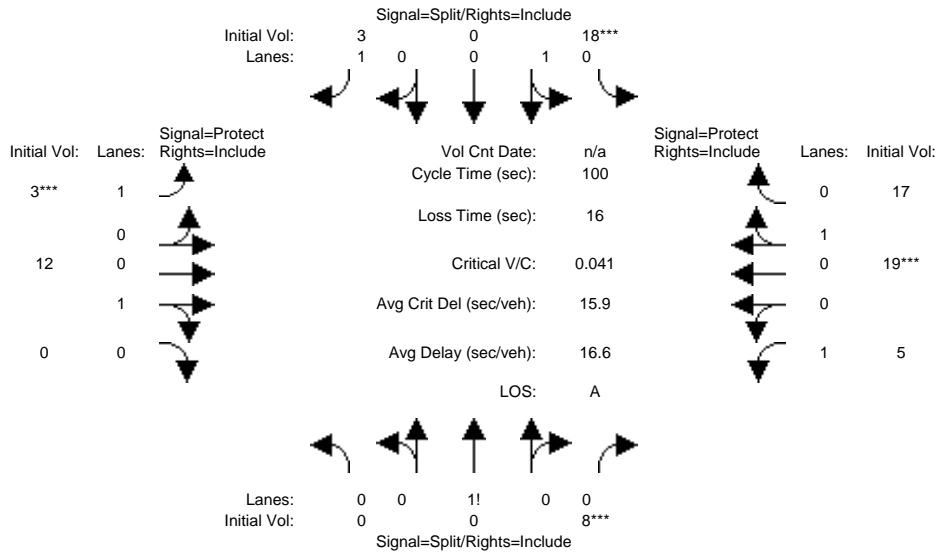 Signal=Split/Rights=Include
Initial Vol: 3 0 18***
Lanes: 1 0 0 1 0
Signal=Protect Signal=Protect
Initial Vol: Lanes: Rights=Include Vol Cnt Date: n/a Rights=Include Lanes: Initial Vol:
Cycle Time (sec): 100
3*** 1 0 17
Loss Time (sec): 16
0 1
12 0 Critical V/C: 0.041 0 19***
1 Avg Crit Del (sec/veh): 15.9 0
0 0 Avg Delay (sec/veh): 16.6 1 5
LOS: A
Lanes: 0 0 1! 0 0
Initial Vol: 0 0 8***
Signal=Split/Rights=Include